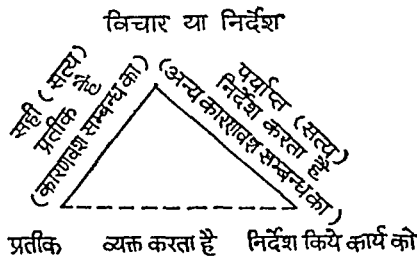 विचार या निर्देश
सही (सत्य)
प्रतीक है
(कारणवश सम्बन्ध का)
पर्याप्त (सत्य)
निर्देश करता है
(अन्य कारणवश सम्बन्ध का)
प्रतीक व्यक्त करता है निर्देश किये कार्य को